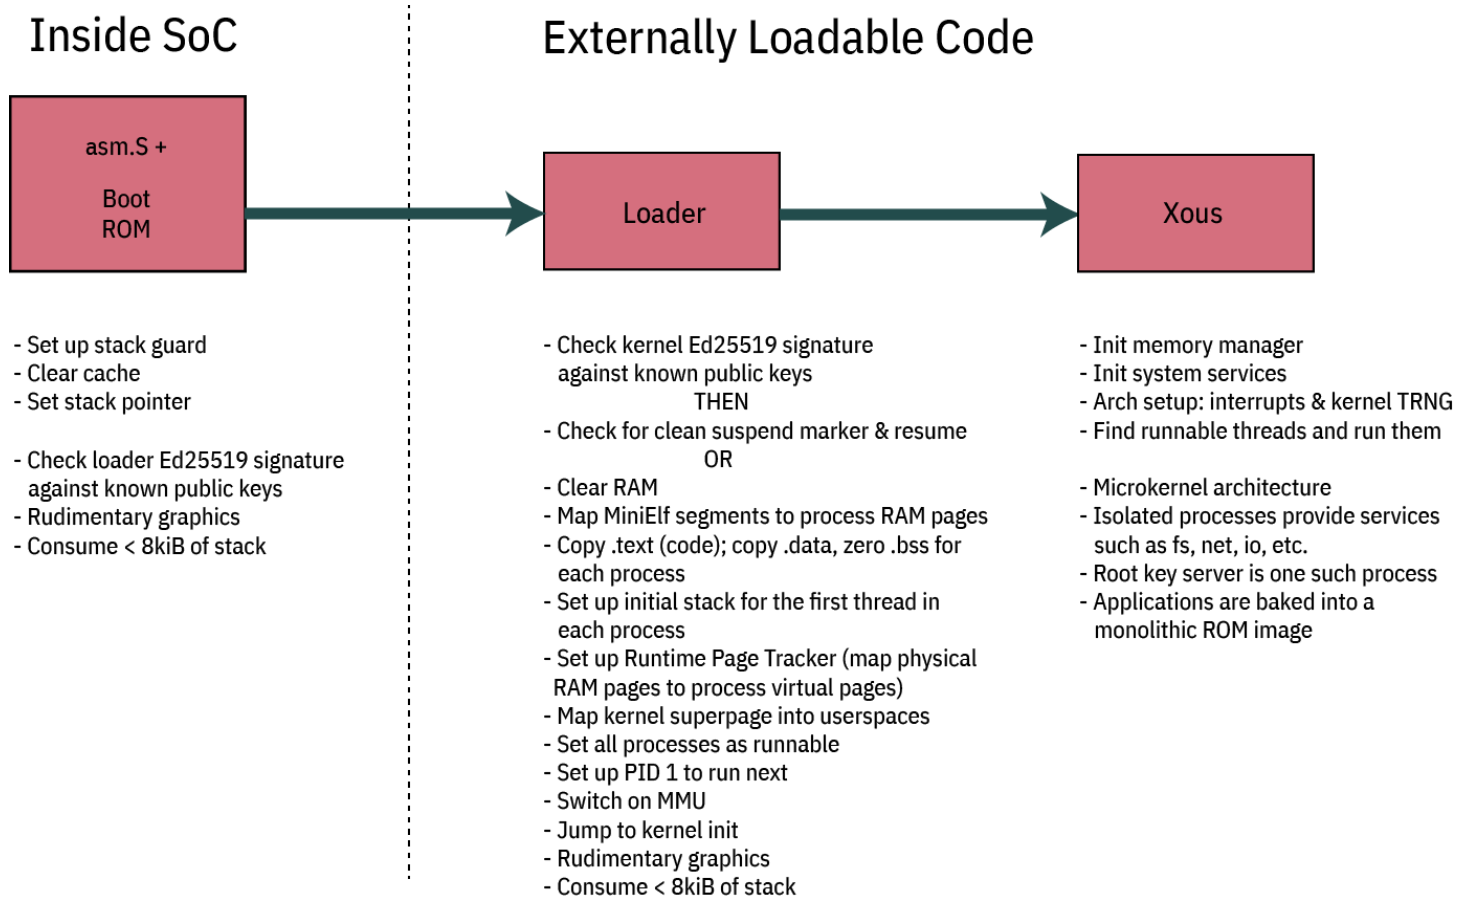 Inside SoC
Externally Loadable Code
asm.S +
Boot
ROM
Loader
Xous
- Set up stack guard
- Clear cache
- Set stack pointer
- Check loader Ed25519 signature
against known public keys
- Rudimentary graphics
- Consume < 8kiB of stack
- Check kernel Ed25519 signature
against known public keys
THEN
- Check for clean suspend marker & resume
OR
- Clear RAM
- Map MiniElf segments to process RAM pages
- Copy .text (code); copy .data, zero .bss for
each process
- Set up initial stack for the first thread in
each process
- Set up Runtime Page Tracker (map physical
RAM pages to process virtual pages)
- Map kernel superpage into userspaces
- Set all processes as runnable
- Set up PID 1 to run next
- Switch on MMU
- Jump to kernel init
- Rudimentary graphics
- Consume < 8kiB of stack
- Init memory manager
- Init system services
- Arch setup: interrupts & kernel TRNG
- Find runnable threads and run them
- Microkernel architecture
- Isolated processes provide services
such as fs, net, io, etc.
- Root key server is one such process
- Applications are baked into a
monolithic ROM image